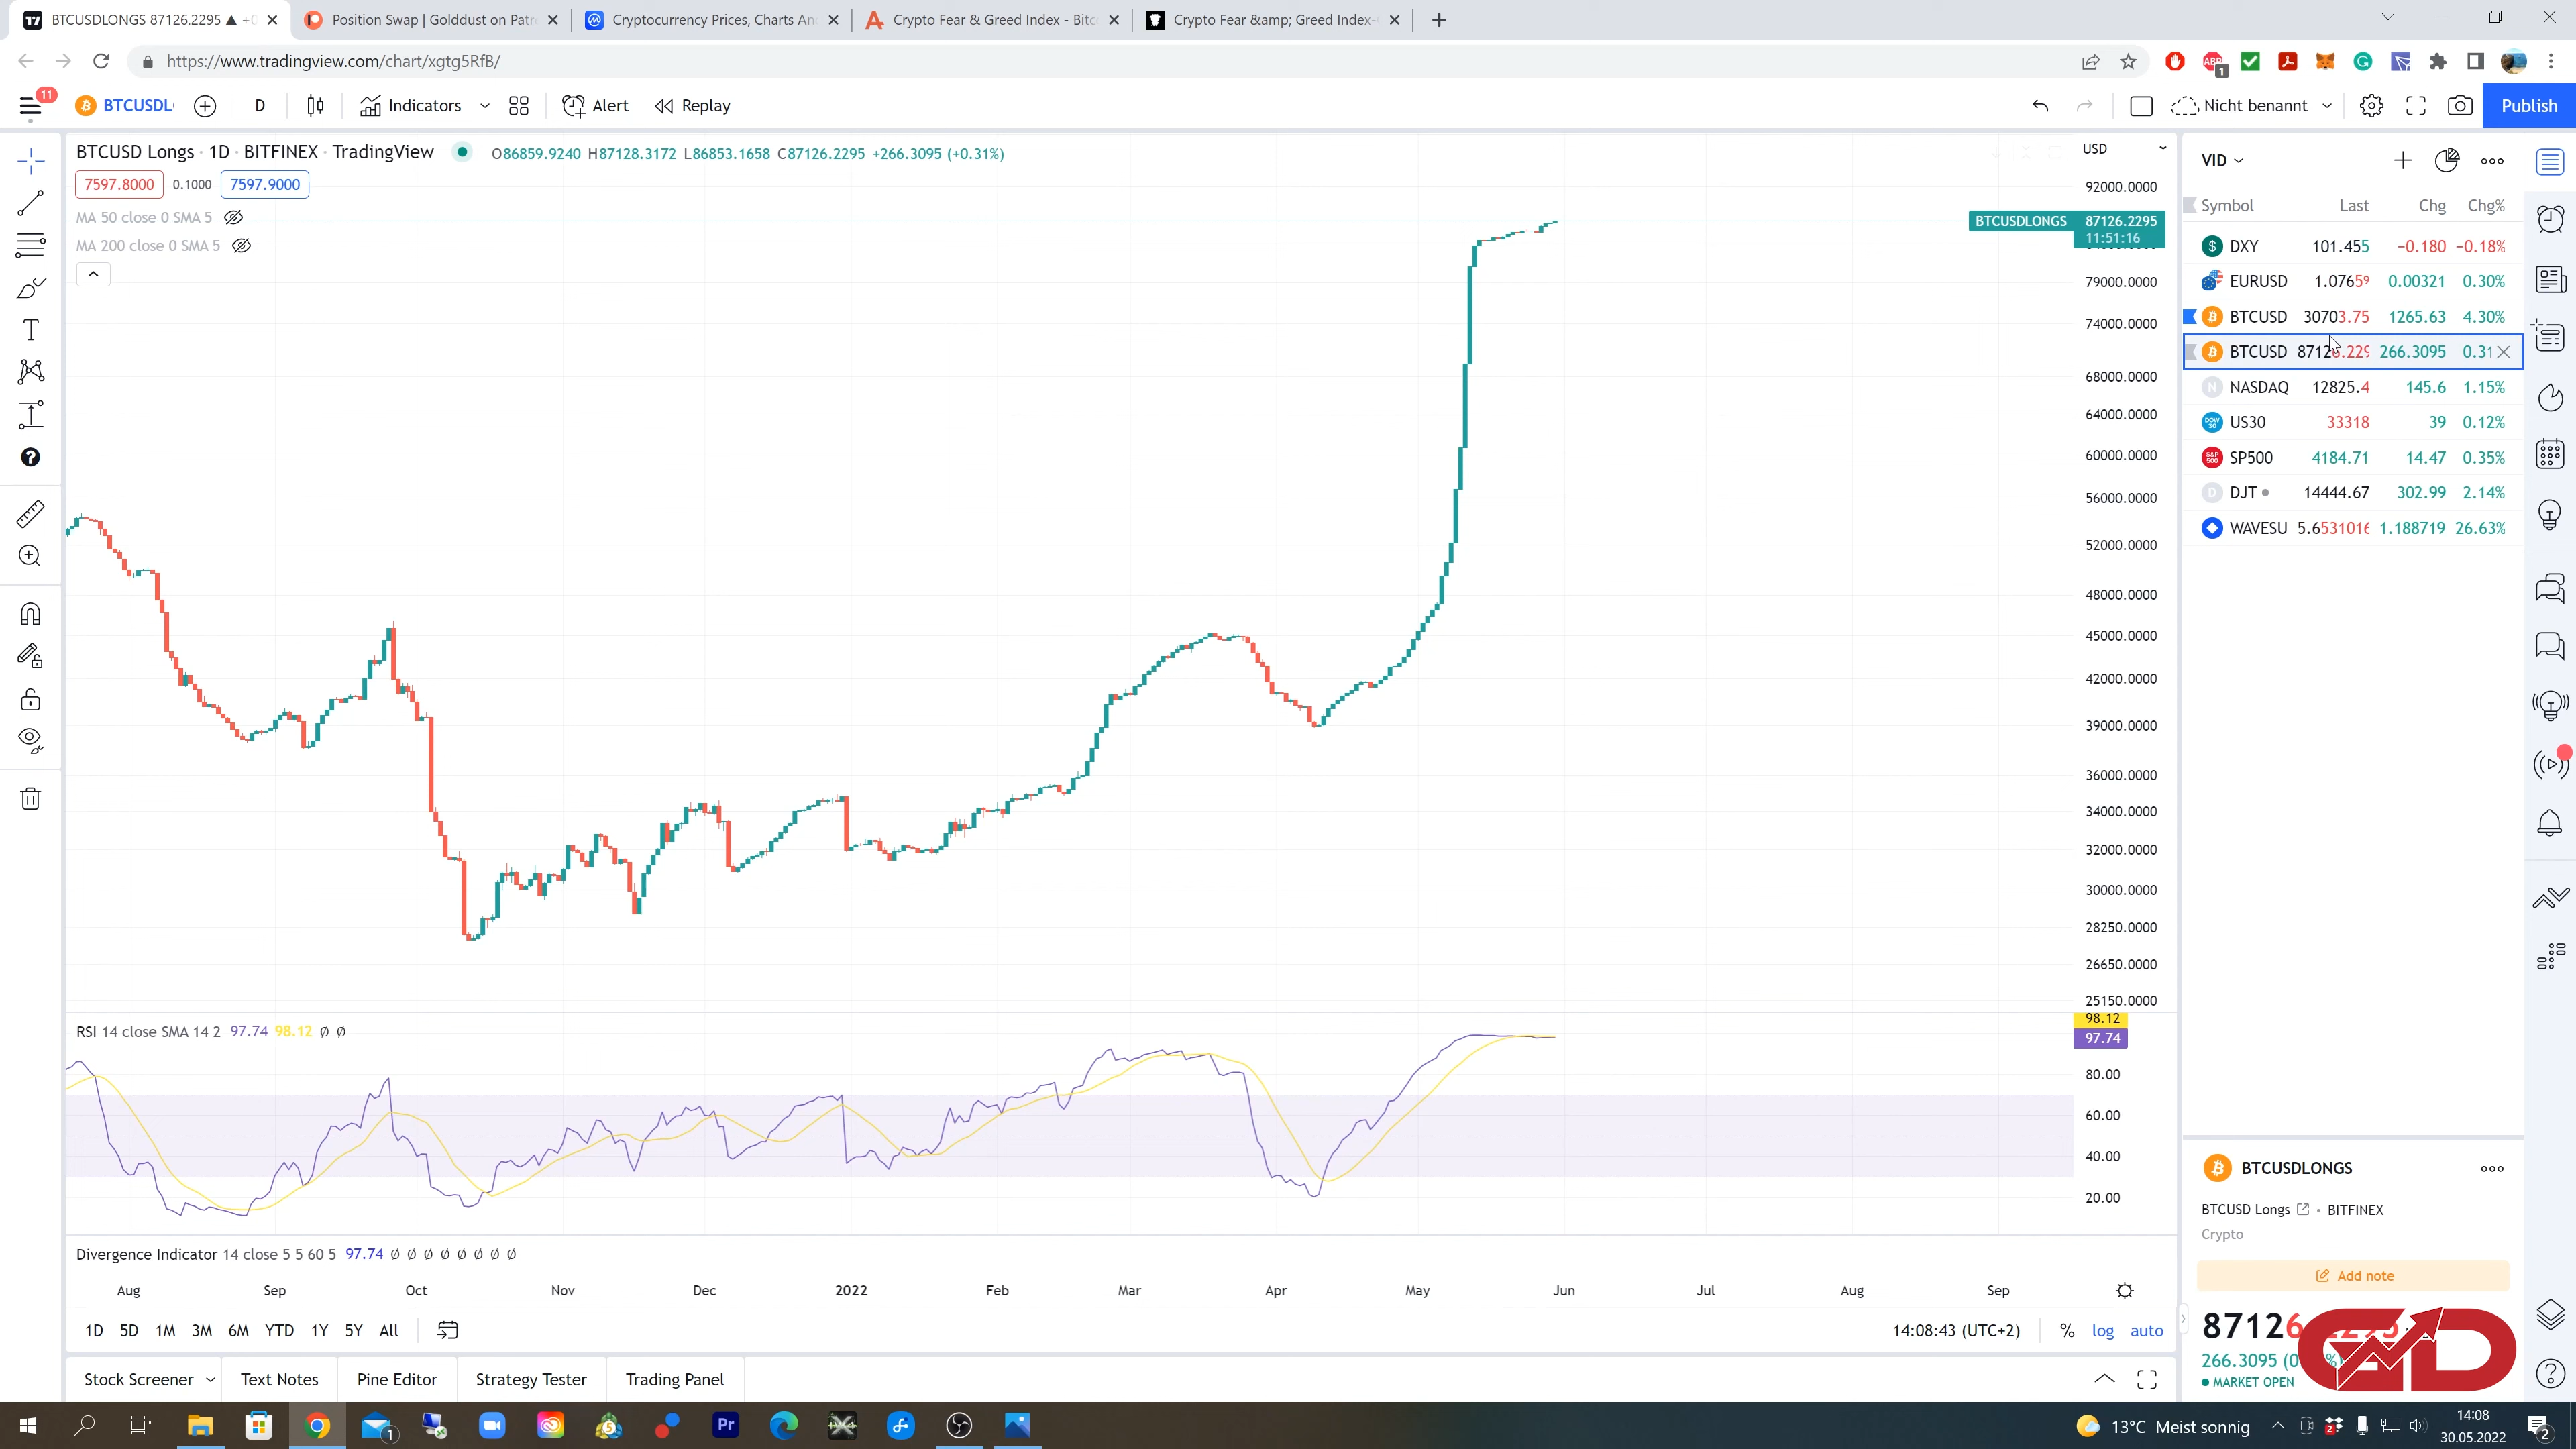 BTCUSDLONGS 87126.2295 ▲ +0
Position Swap | Golddust on Patr
Cryptocurrency Prices, Charts An
Crypto Fear & Greed Index - Bitc
Crypto Fear &amp; Greed Index-
https://www.tradingview.com/chart/xgtg5RfB/
ABP
1
11
BTCUSDL
D
Indicators
Alert
Replay
Nicht benannt
Publish
BTCUSD Longs · 1D · BITFINEX · TradingView
O86859.9240 H87128.3172 L86853.1658 C87126.2295 +266.3095 (+0.31%)
7597.8000 0.1000 7597.9000
MA 50 close 0 SMA 5
MA 200 close 0 SMA 5
USD
92000.0000
BTCUSDLONGS 87126.2295
11:51:16
79000.0000
74000.0000
68000.0000
64000.0000
60000.0000
56000.0000
52000.0000
48000.0000
45000.0000
42000.0000
39000.0000
36000.0000
34000.0000
32000.0000
30000.0000
28250.0000
26650.0000
25150.0000
RSI 14 close SMA 14 2 97.74 98.12 ø ø
98.12
97.74
80.00
60.00
40.00
20.00
Divergence Indicator 14 close 5 5 60 5 97.74 ø ø ø ø ø ø ø ø
Aug Sep Oct Nov Dec 2022 Feb Mar Apr May Jun Jul Aug Sep
1D 5D 1M 3M 6M YTD 1Y 5Y All
14:08:43 (UTC+2) % log auto
Stock Screener Text Notes Pine Editor Strategy Tester Trading Panel
VID
Symbol Last Chg Chg%
DXY 101.455 −0.180 −0.18%
EURUSD 1.07659 0.00321 0.30%
BTCUSD 30703.75 1265.63 4.30%
BTCUSD 87126.229 266.3095 0.31
NASDAQ 12825.4 145.6 1.15%
US30 33318 39 0.12%
SP500 4184.71 14.47 0.35%
DJT 14444.67 302.99 2.14%
WAVESU 5.6531016 1.188719 26.63%
BTCUSDLONGS
BTCUSD Longs • BITFINEX
Crypto
Add note
87126
266.3095 (0
MARKET OPEN
GD
13°C Meist sonnig
14:08
30.05.2022